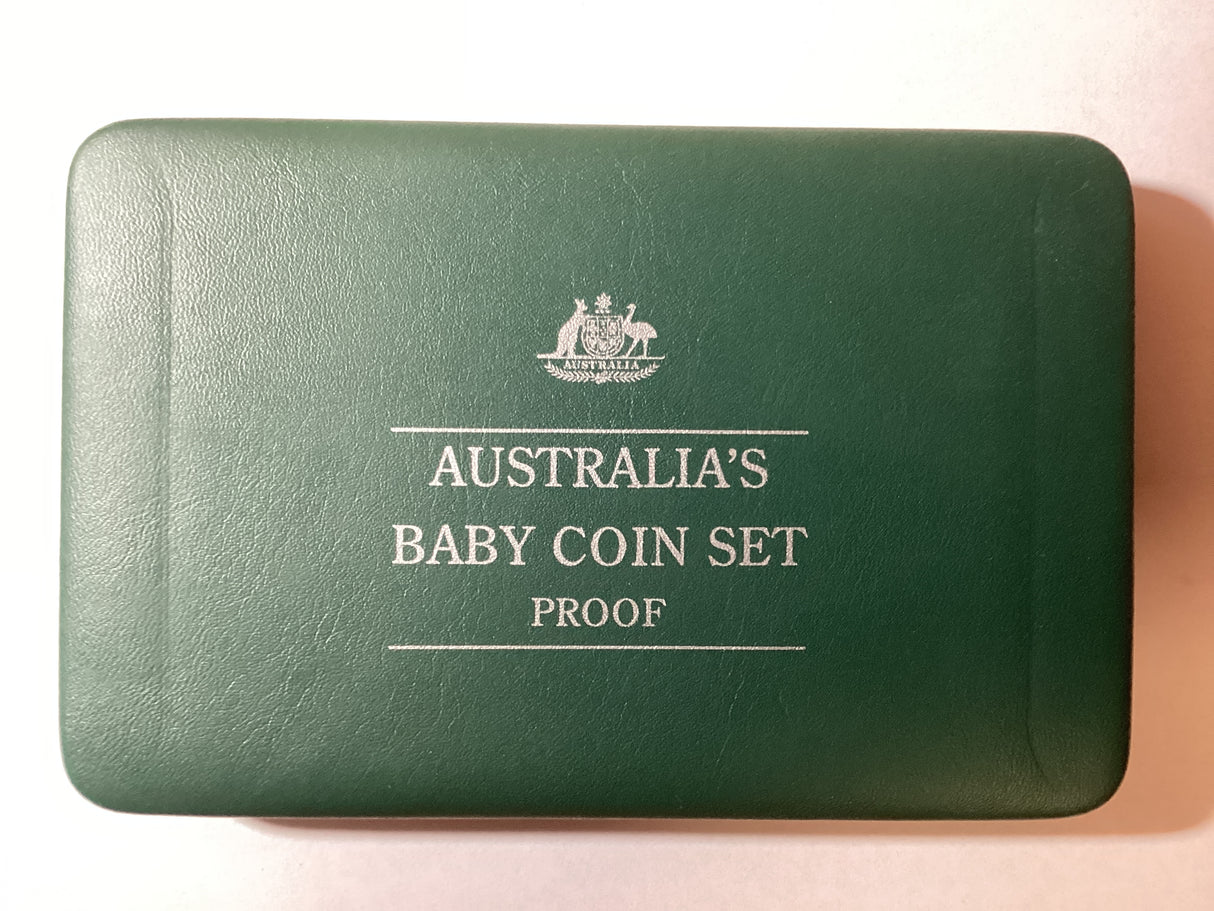 AUSTRALIA
AUSTRALIA’S
BABY COIN SET
PROOF